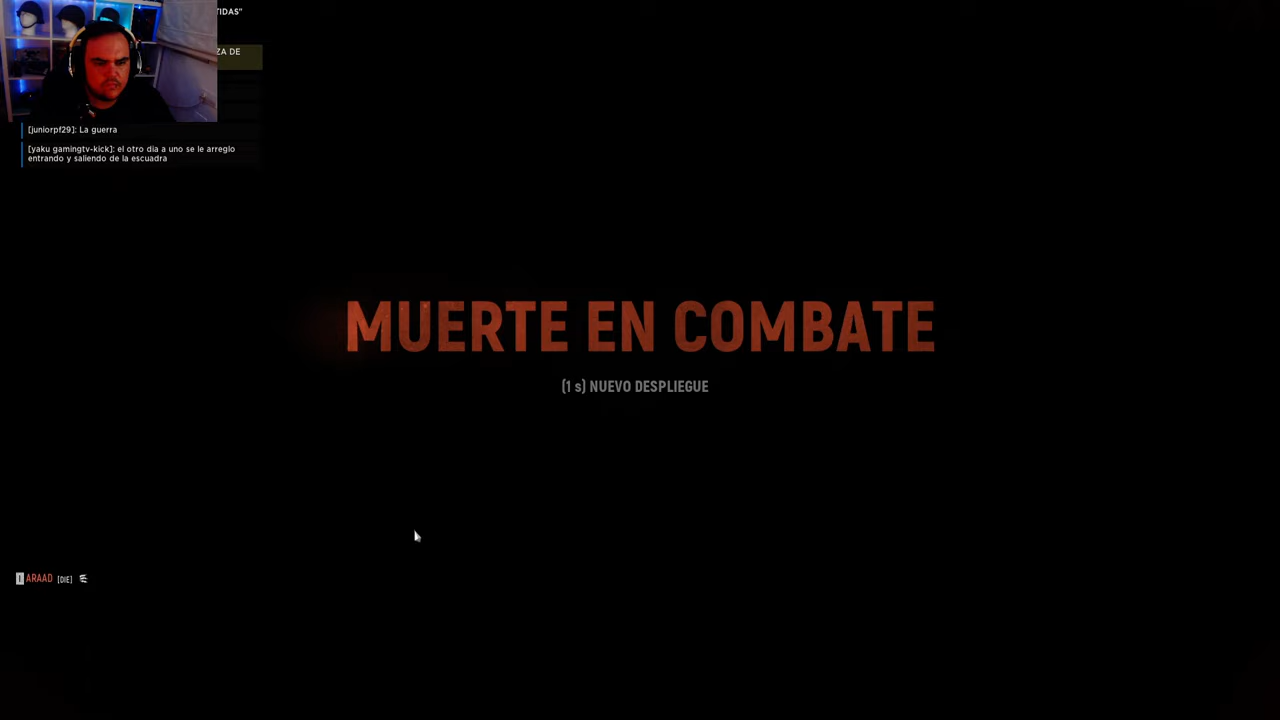 TIDAS"
ZA DE
[juniorpf29]: La guerra
[yaku gamingtv-kick]: el otro dia a uno se le arreglo
entrando y saliendo de la escuadra
MUERTE EN COMBATE
(1 s) NUEVO DESPLIEGUE
ARAAD [DIE]